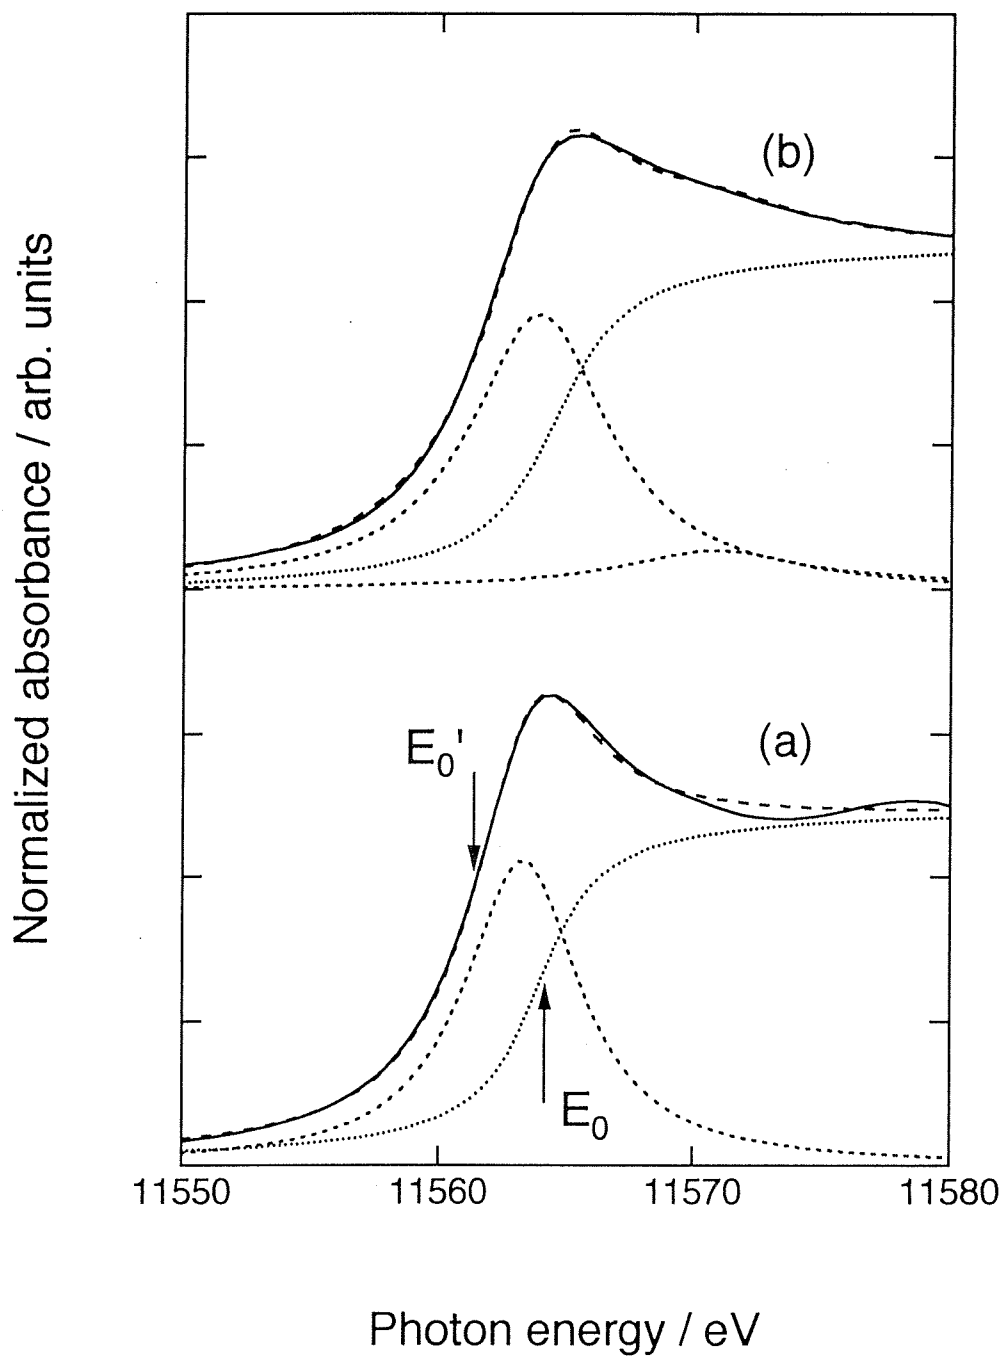 (b)
Normalized absorbance / arb. units
E0'
(a)
E0
11550 11560 11570 11580
Photon energy / eV